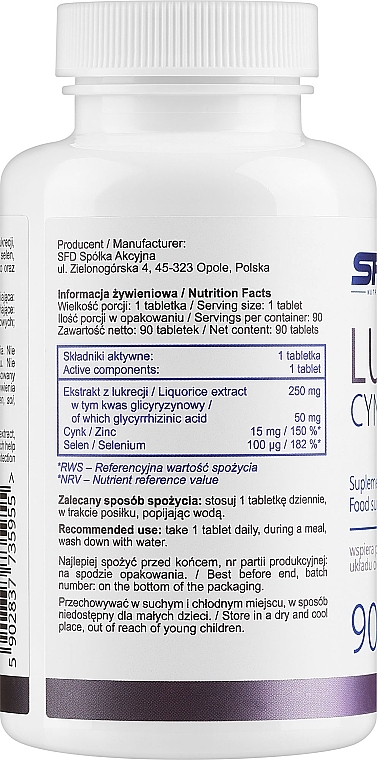 Producent / Manufacturer:
SFD Spółka Akcyjna
ul. Zielonogórska 4, 45-323 Opole, Polska
Informacja żywieniowa / Nutrition Facts
Wielkość porcji: 1 tabletka / Serving size: 1 tablet
Ilość porcji w opakowaniu / Servings per container: 90
Zawartość netto: 90 tabletek / Net content: 90 tablets
Składniki aktywne: 1 tabletka
Active components: 1 tablet
Ekstrakt z lukrecji / Liquorice extract 250 mg
w tym kwas glicyryzynowy /
of which glycyrrhizinic acid 50 mg
Cynk / Zinc 15 mg / 150 %*
Selen / Selenium 100 µg / 182 %*
*RWS – Referencyjna wartość spożycia
*NRV – Nutrient reference value
Zalecany sposób spożycia: stosuj 1 tabletkę dziennie,
w trakcie posiłku, popijając wodą.
Recommended use: take 1 tablet daily, during a meal,
wash down with water.
Najlepiej spożyć przed końcem, nr partii produkcyjnej:
na spodzie opakowania. / Best before end, batch
number: on the bottom of the packaging.
Przechowywać w suchym i chłodnym miejscu, w sposób
niedostępny dla małych dzieci. / Store in a dry and cool
place, out of reach of young children.
5 902837 735955 >
SF
LU
CYN
Suplem
Food su
wspiera
układu o
90